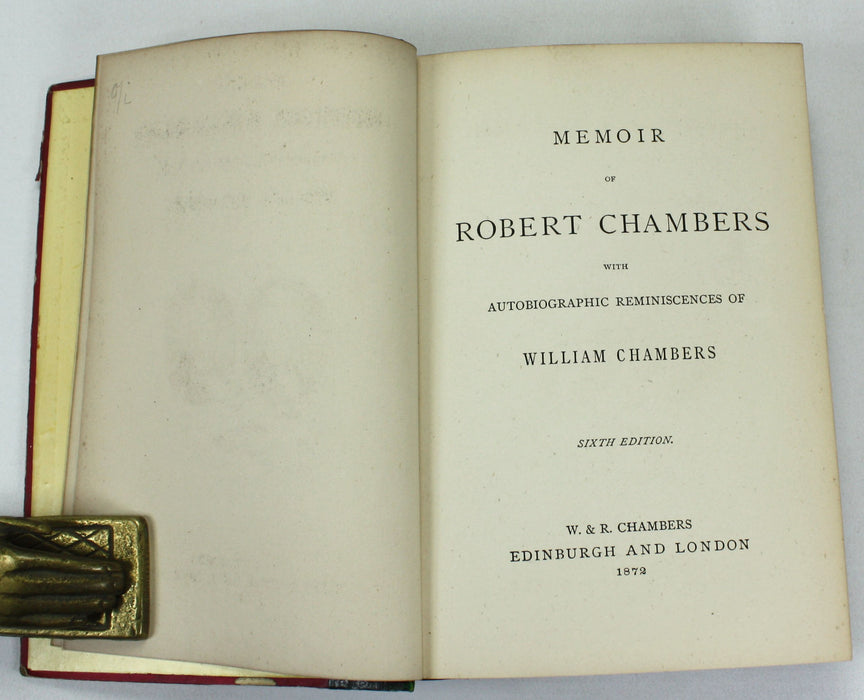 MEMOIR
OF
ROBERT CHAMBERS
WITH
AUTOBIOGRAPHIC REMINISCENCES OF
WILLIAM CHAMBERS
SIXTH EDITION.
W. & R. CHAMBERS
EDINBURGH AND LONDON
1872